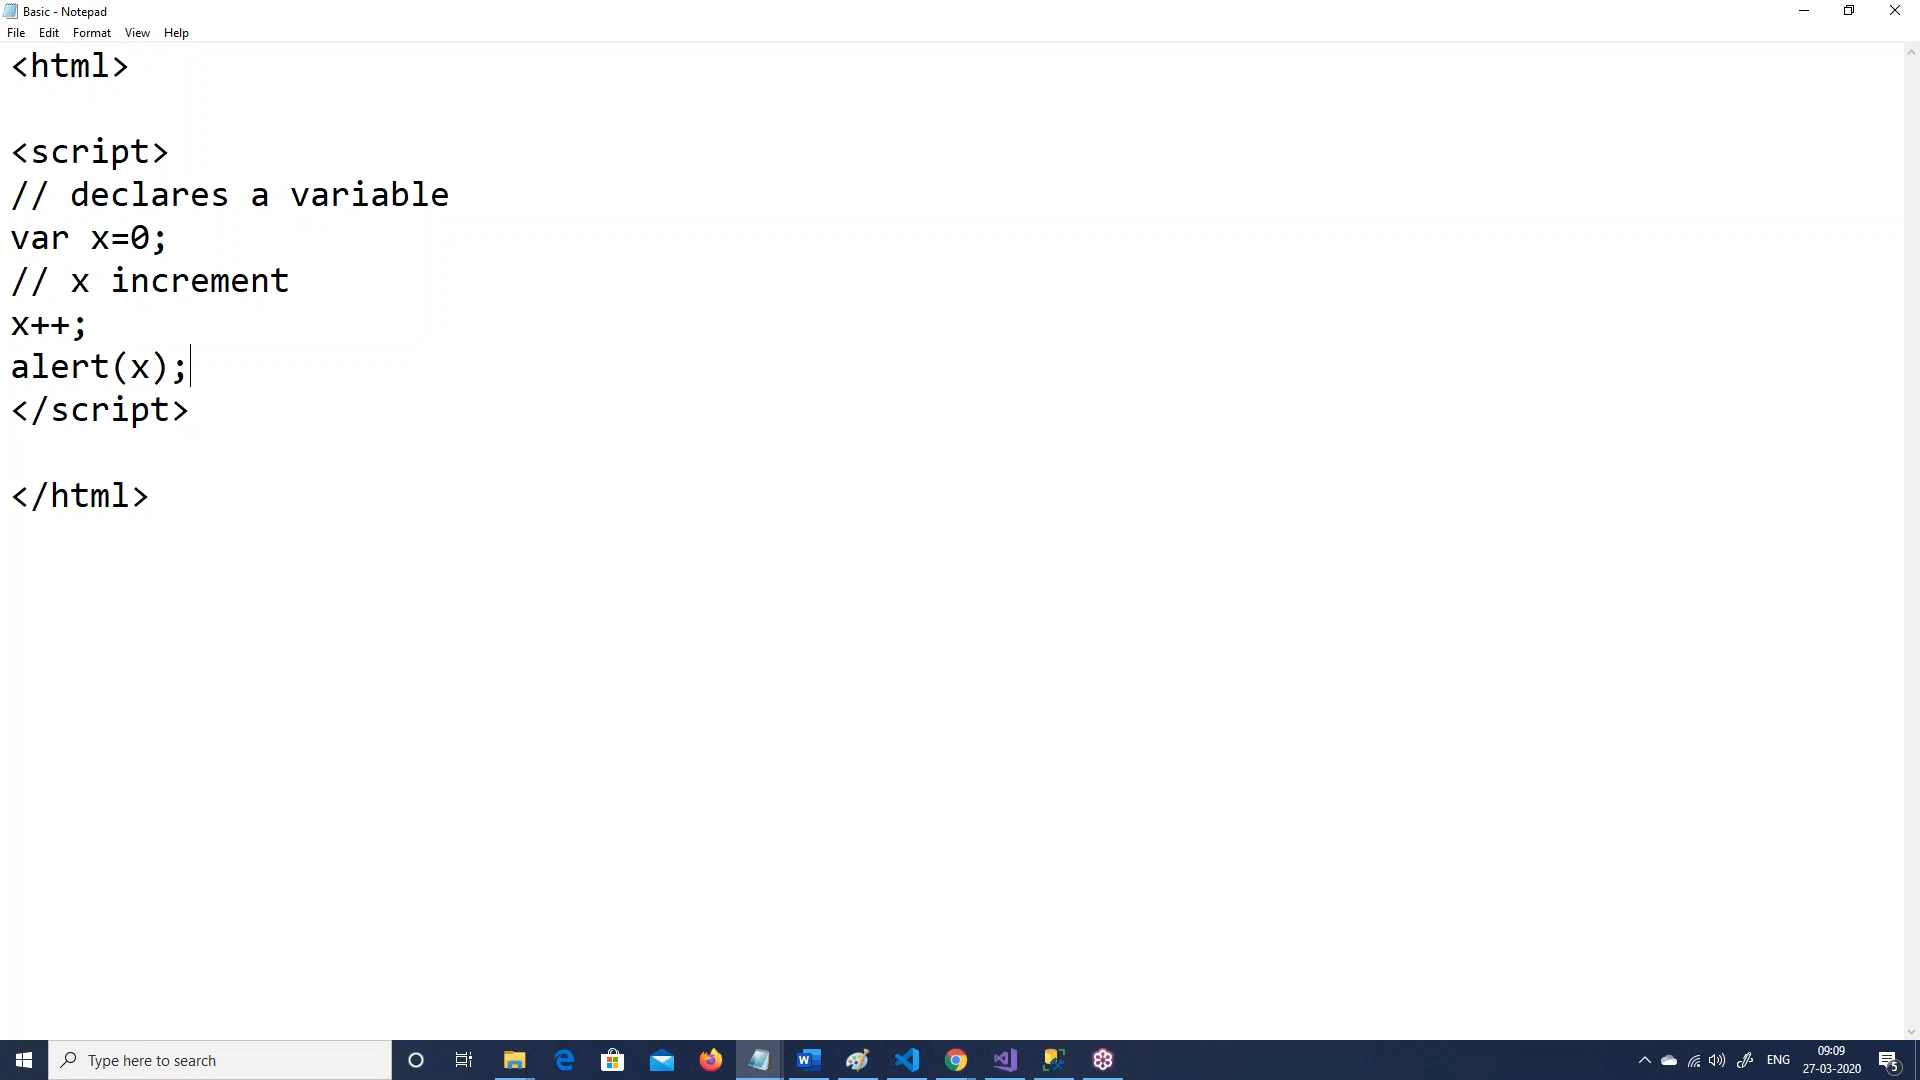 Basic - Notepad
File Edit Format View Help
<html>
<script>
// declares a variable
var x=0;
// x increment
x++;
alert(x);
</script>
</html>
Type here to search
ENG
09:09
27-03-2020
5